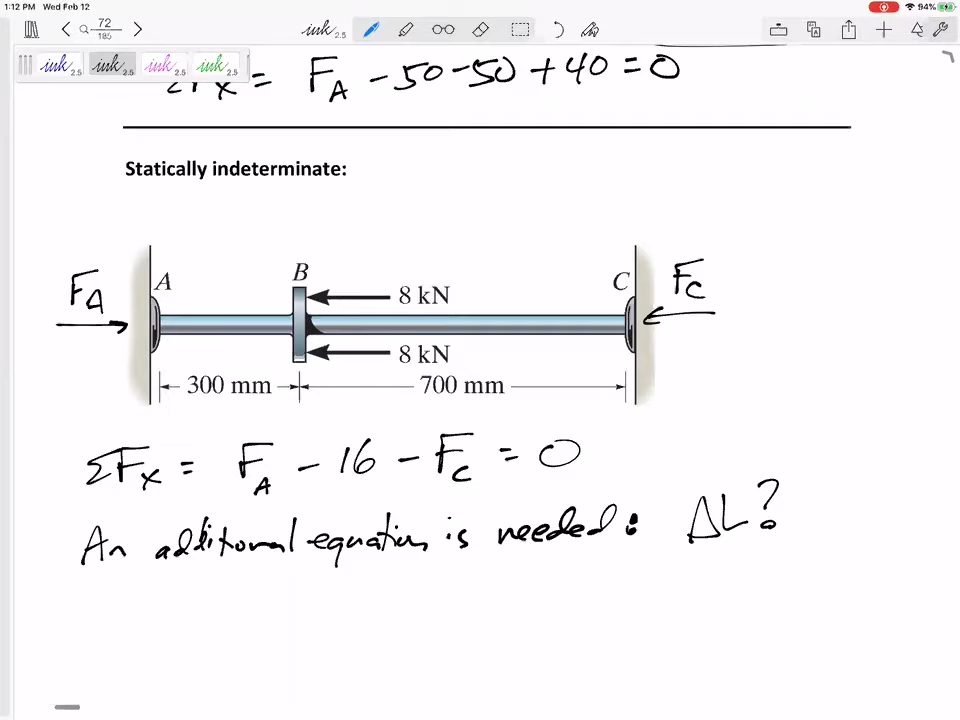 1:12 PM Wed Feb 12
94%
72
185
ink 2.5
ink 2.5
ink 2.5
ink 2.5
ink 2.5
ΣFx = FA - 50 - 50 + 40 = 0
Statically indeterminate:
FA
A
B
8 kN
C
FC
8 kN
300 mm
700 mm
ΣFx = FA - 16 - FC = 0
An additional equation is needed: ΔL?